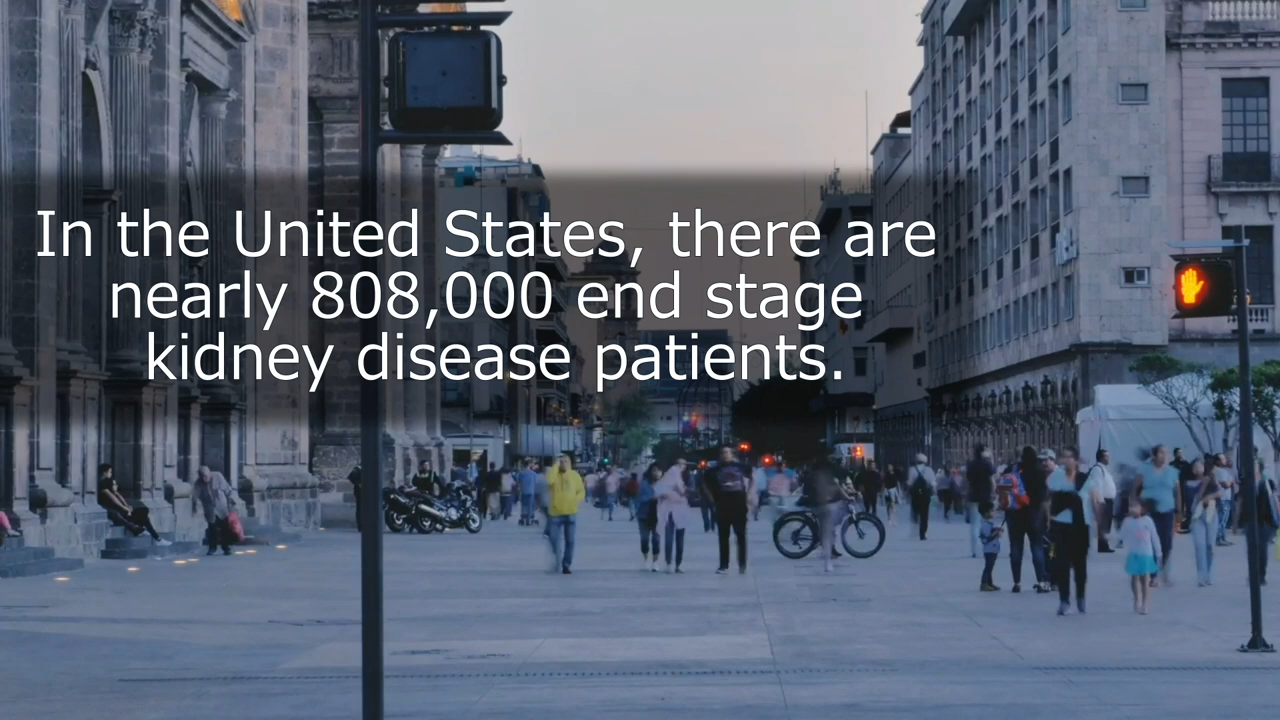 In the United States, there are
nearly 808,000 end stage
kidney disease patients.